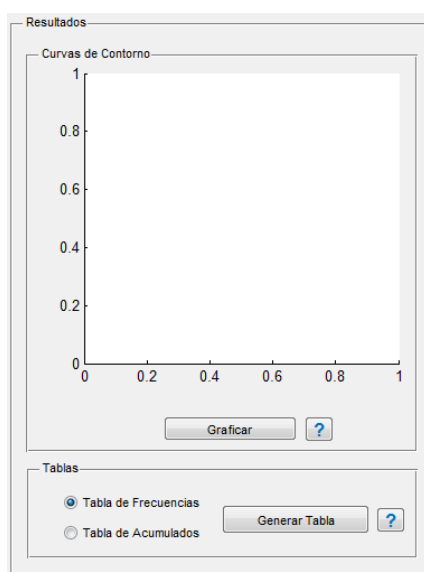 Resultados
Curvas de Contorno
1
0.8
0.6
0.4
0.2
0
0 0.2 0.4 0.6 0.8 1
Graficar ?
Tablas
Tabla de Frecuencias
Generar Tabla ?
Tabla de Acumulados